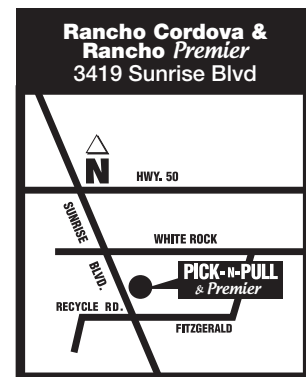 Rancho Cordova &
Rancho Premier
3419 Sunrise Blvd
N
HWY. 50
SUNRISE
WHITE ROCK
BLVD.
PICK-N-PULL
& Premier
RECYCLE RD.
FITZGERALD